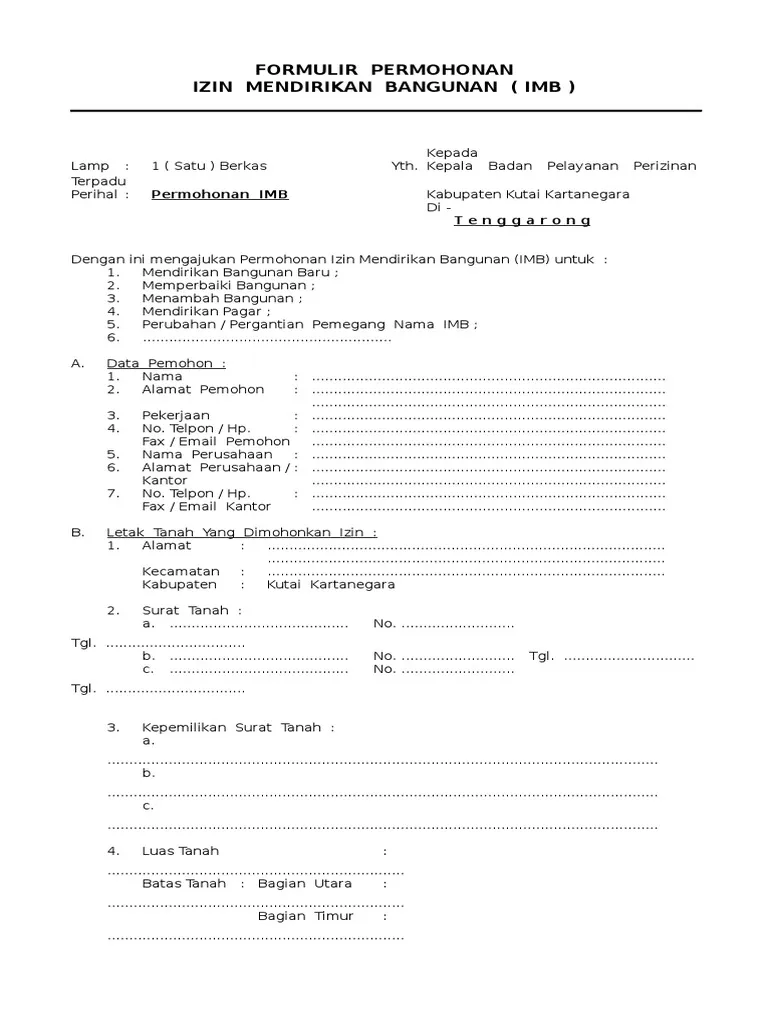 FORMULIR PERMOHONAN
IZIN MENDIRIKAN BANGUNAN ( IMB )
Kepada
Lamp : 1 ( Satu ) Berkas Yth. Kepala Badan Pelayanan Perizinan
Terpadu
Perihal : Permohonan IMB Kabupaten Kutai Kartanegara
Di -
T e n g g a r o n g
Dengan ini mengajukan Permohonan Izin Mendirikan Bangunan (IMB) untuk :
1. Mendirikan Bangunan Baru ;
2. Memperbaiki Bangunan ;
3. Menambah Bangunan ;
4. Mendirikan Pagar ;
5. Perubahan / Pergantian Pemegang Nama IMB ;
6. .........................................................
A. Data Pemohon :
1. Nama : .................................................................................
2. Alamat Pemohon : .................................................................................
.................................................................................
3. Pekerjaan : .................................................................................
4. No. Telpon / Hp. : .................................................................................
Fax / Email Pemohon .................................................................................
5. Nama Perusahaan : .................................................................................
6. Alamat Perusahaan / : .................................................................................
Kantor .................................................................................
7. No. Telpon / Hp. : .................................................................................
Fax / Email Kantor .................................................................................
B. Letak Tanah Yang Dimohonkan Izin :
1. Alamat : ...........................................................................................
...........................................................................................
Kecamatan : ...........................................................................................
Kabupaten : Kutai Kartanegara
2. Surat Tanah :
a. ......................................... No. ..........................
Tgl. ................................
b. ......................................... No. .......................... Tgl. ..............................
c. ......................................... No. ..........................
Tgl. ................................
3. Kepemilikan Surat Tanah :
a.
..............................................................................................................................
b.
..............................................................................................................................
c.
..............................................................................................................................
4. Luas Tanah :
....................................................................
Batas Tanah : Bagian Utara :
....................................................................
Bagian Timur :
....................................................................